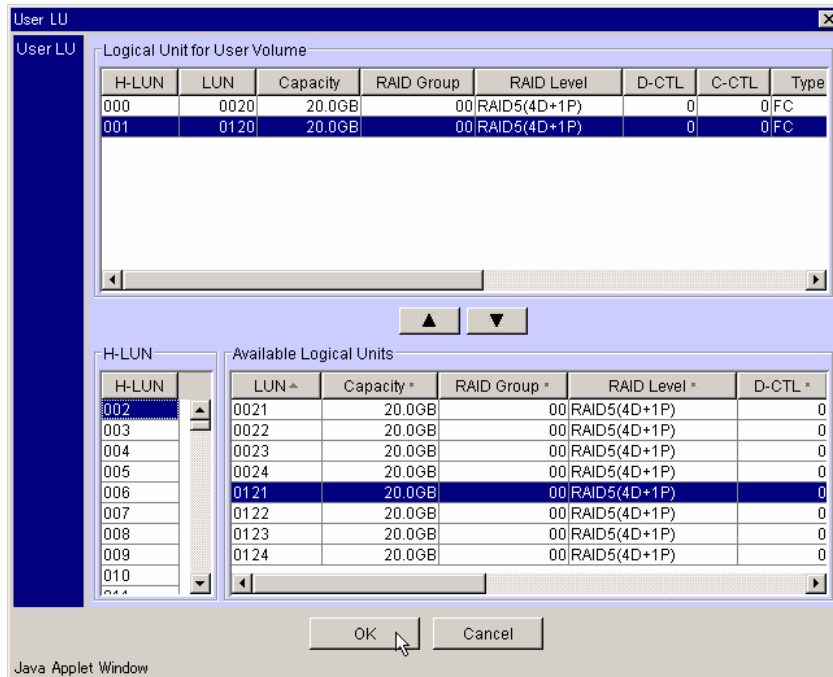 User LU
User LU
Logical Unit for User Volume
H-LUN LUN Capacity RAID Group RAID Level D-CTL C-CTL Type
000 0020 20.0GB 00 RAID5(4D+1P) 0 0 FC
001 0120 20.0GB 00 RAID5(4D+1P) 0 0 FC
H-LUN
H-LUN
002
003
004
005
006
007
008
009
010
Available Logical Units
LUN Capacity RAID Group RAID Level D-CTL
0021 20.0GB 00 RAID5(4D+1P) 0
0022 20.0GB 00 RAID5(4D+1P) 0
0023 20.0GB 00 RAID5(4D+1P) 0
0024 20.0GB 00 RAID5(4D+1P) 0
0121 20.0GB 00 RAID5(4D+1P) 0
0122 20.0GB 00 RAID5(4D+1P) 0
0123 20.0GB 00 RAID5(4D+1P) 0
0124 20.0GB 00 RAID5(4D+1P) 0
OK Cancel
Java Applet Window